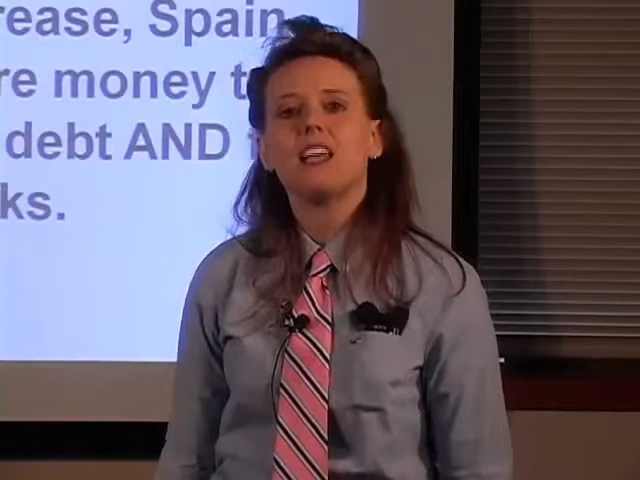 rease, Spain
re money t
debt AND
ks.